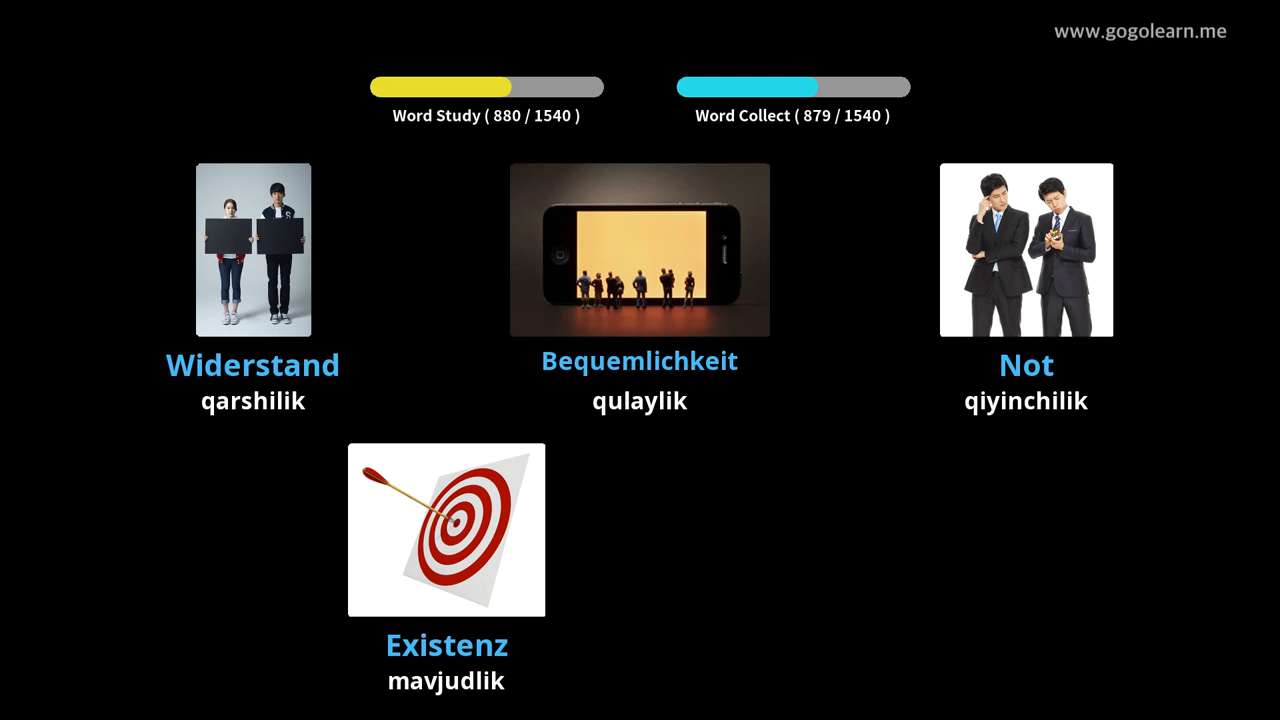 www.gogolearn.me
Word Study ( 880 / 1540 )
Word Collect ( 879 / 1540 )
Widerstand
qarshilik
Bequemlichkeit
qulaylik
Not
qiyinchilik
Existenz
mavjudlik